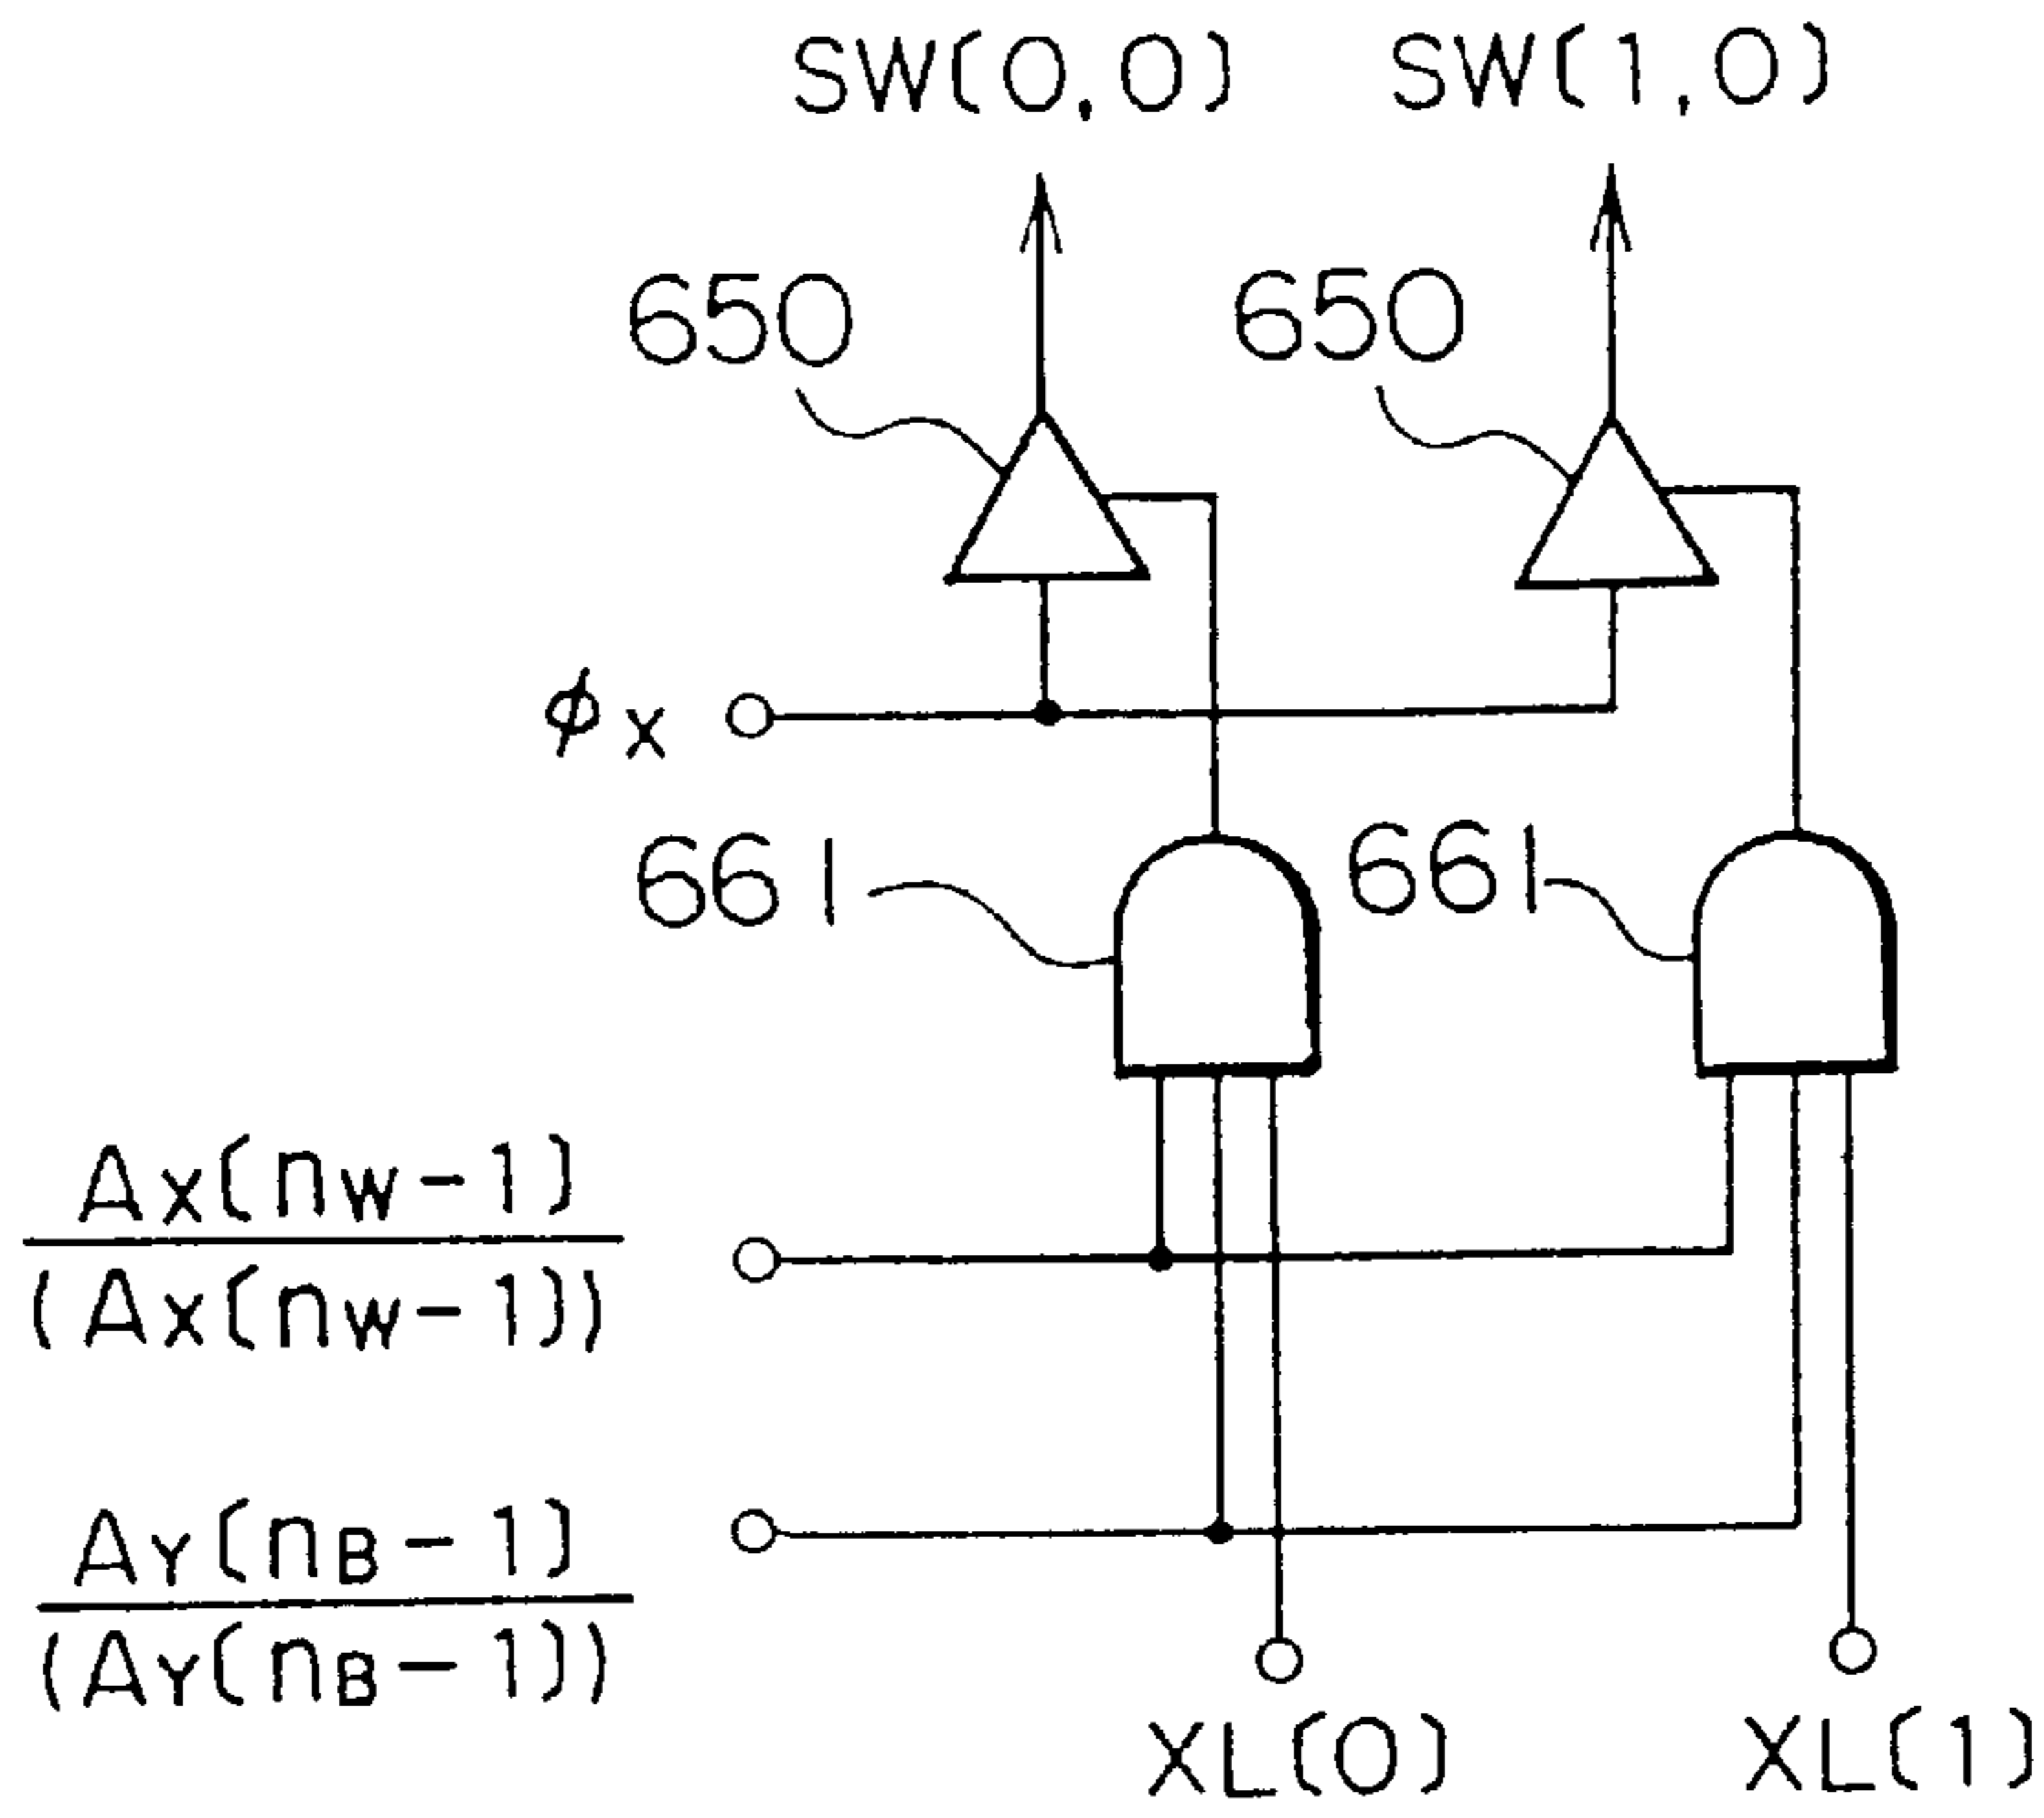 SW(0,0) SW(1,0)
650 650
φX
661 661
AX(nW-1)
(AX(nW-1))
AY(nB-1)
(AY(nB-1))
XL(0) XL(1)